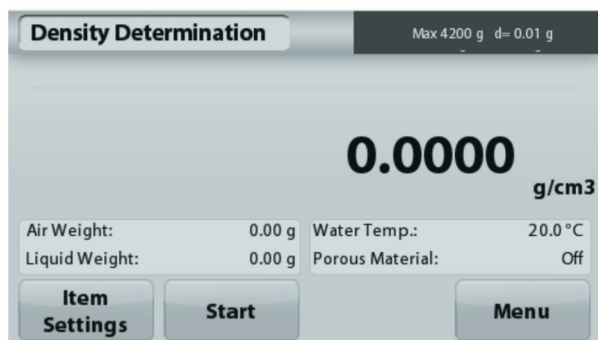 Density Determination
Max 4200 g d= 0.01 g
0.0000
g/cm3
Air Weight: 0.00 g
Liquid Weight: 0.00 g
Water Temp.: 20.0 °C
Porous Material: Off
Item
Settings
Start
Menu